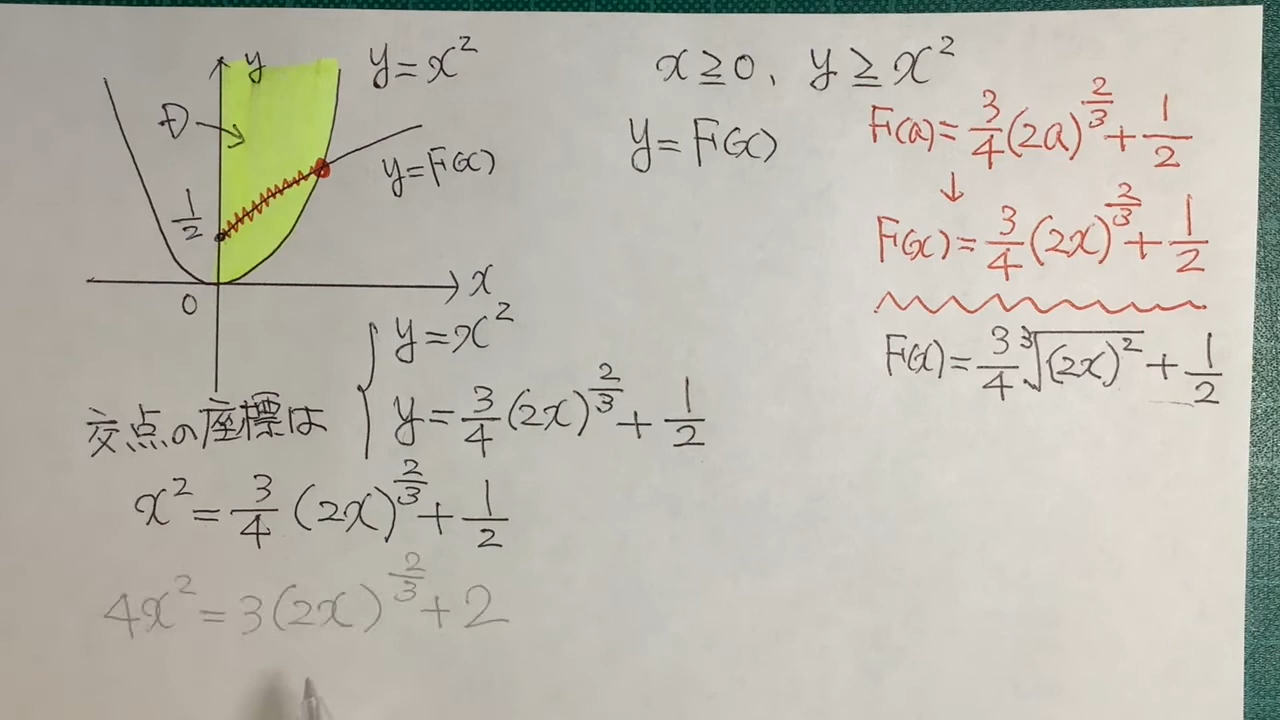 y
y=x²
D
y=F(x)
1/2
0
x
x≧0、y≧x²
y=F(x)
F(a)=3/4(2a)^(2/3)+1/2
↓
F(x)=3/4(2x)^(2/3)+1/2
F(x)=3/4 ∛(2x)²+1/2
交点の座標は
y=x²
y=3/4(2x)^(2/3)+1/2
x²=3/4(2x)^(2/3)+1/2
4x²=3(2x)^(2/3)+2